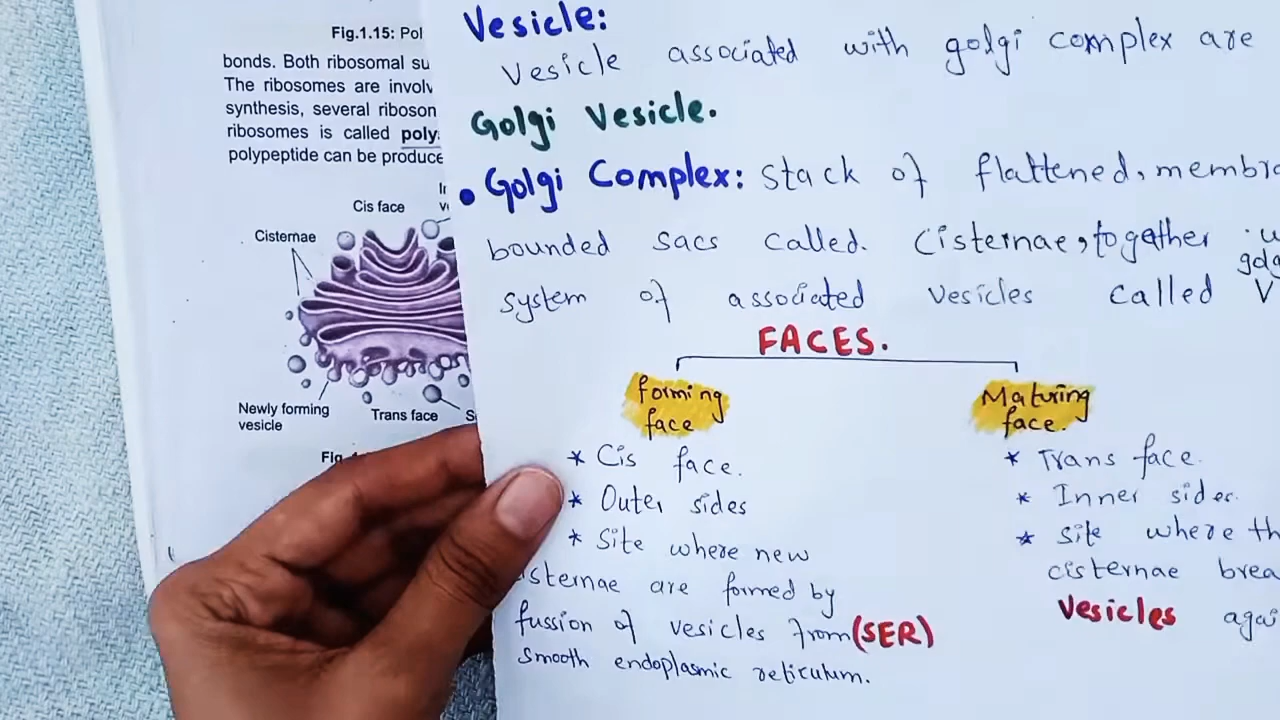 Fig.1.15: Pol
bonds. Both ribosomal su
The ribosomes are involv
synthesis, several riboson
ribosomes is called poly
polypeptide can be produce
Cis face
Cisternae
Newly forming
vesicle
Trans face
Vesicle:
Vesicle associated with golgi complex are
Golgi Vesicle.
• Golgi Complex: stack of flattened, membra
bounded sacs called. Cisternae, together
system of associated vesicles called V
FACES.
forming
face
* Cis face.
* Outer sides
* Site where new
isternae are formed by
fussion of vesicles from (SER)
smooth endoplasmic reticulum.
Maturing
face.
* Trans face.
* Inner sides.
* Site where th
cisternae brea
Vesicles agai